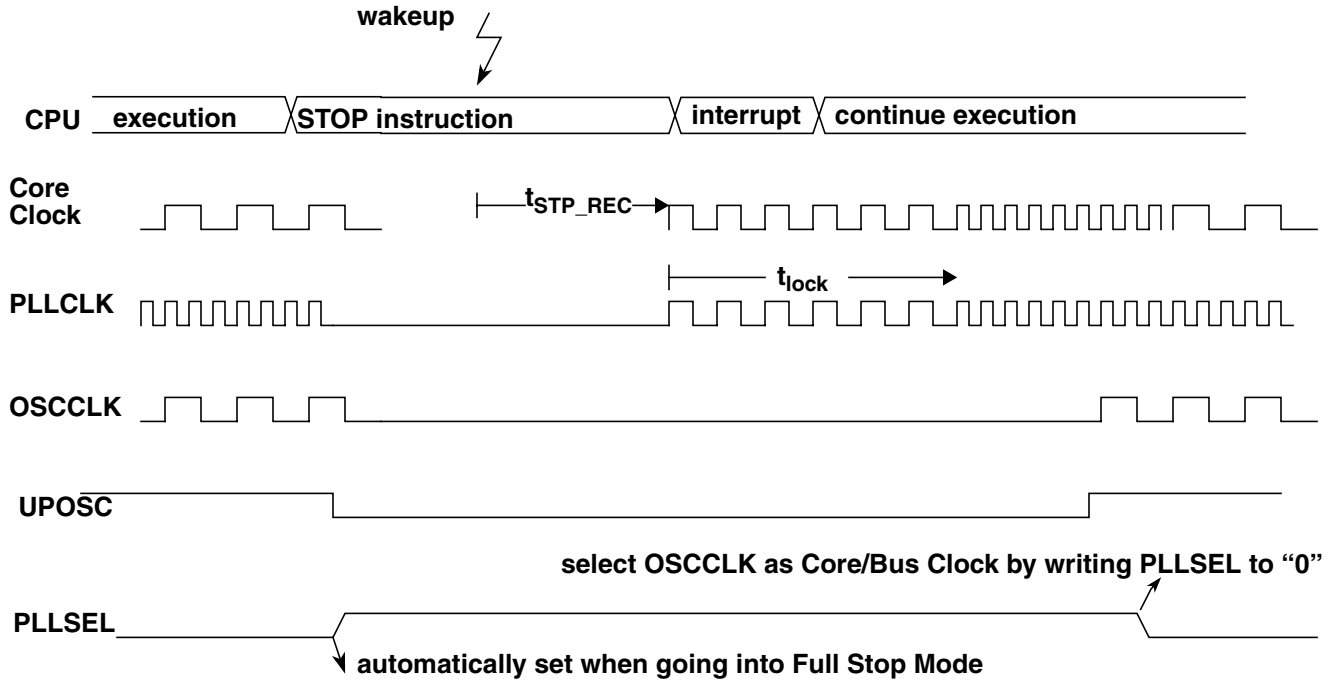 wakeup
CPU execution STOP instruction interrupt continue execution
Core
Clock
tSTP_REC
tlock
PLLCLK
OSCCLK
UPOSC
select OSCCLK as Core/Bus Clock by writing PLLSEL to “0”
PLLSEL
automatically set when going into Full Stop Mode